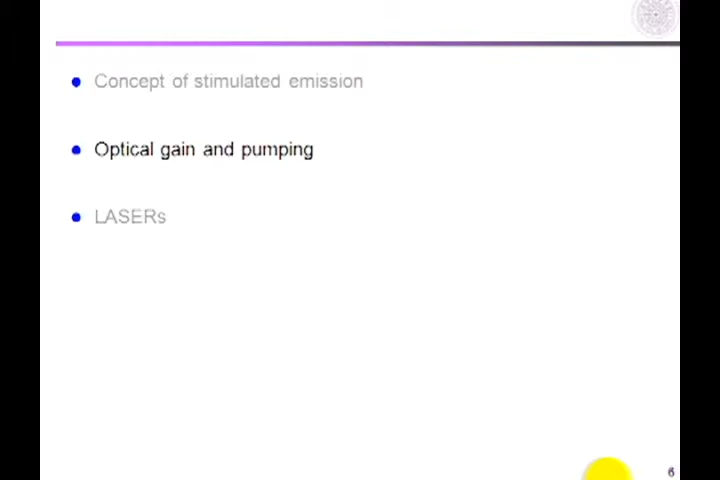 Concept of stimulated emission
Optical gain and pumping
LASERs
6